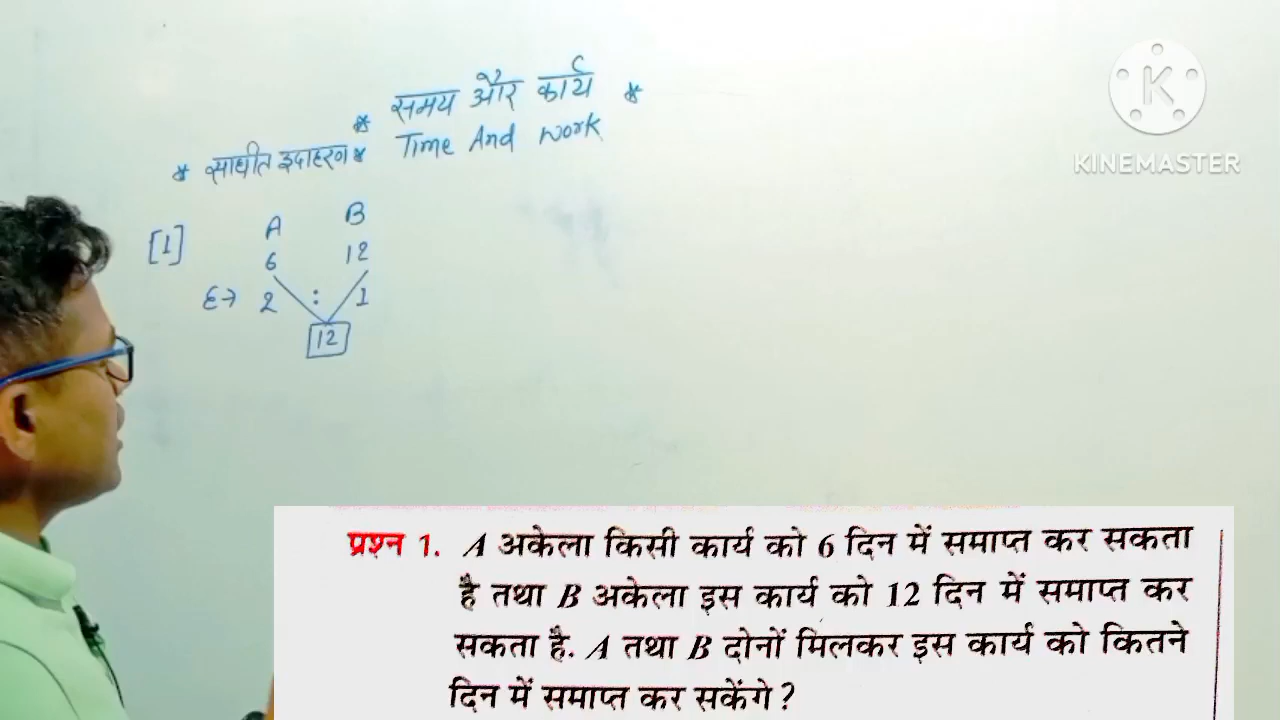 * समय और कार्य *
Time And work
* साधीत इदाहरण *
[1] A B
6 12
E→ 2 : 1
12
K
KINEMASTER
प्रश्न 1. A अकेला किसी कार्य को 6 दिन में समाप्त कर सकता
है तथा B अकेला इस कार्य को 12 दिन में समाप्त कर
सकता है. A तथा B दोनों मिलकर इस कार्य को कितने
दिन में समाप्त कर सकेंगे ?